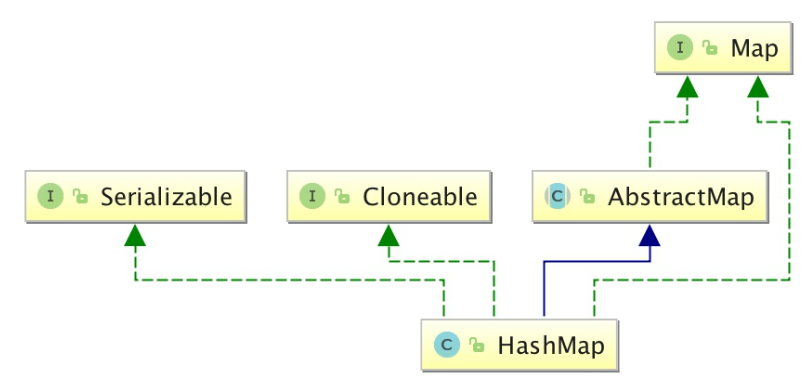 I Map
I Serializable
I Cloneable
C AbstractMap
C HashMap